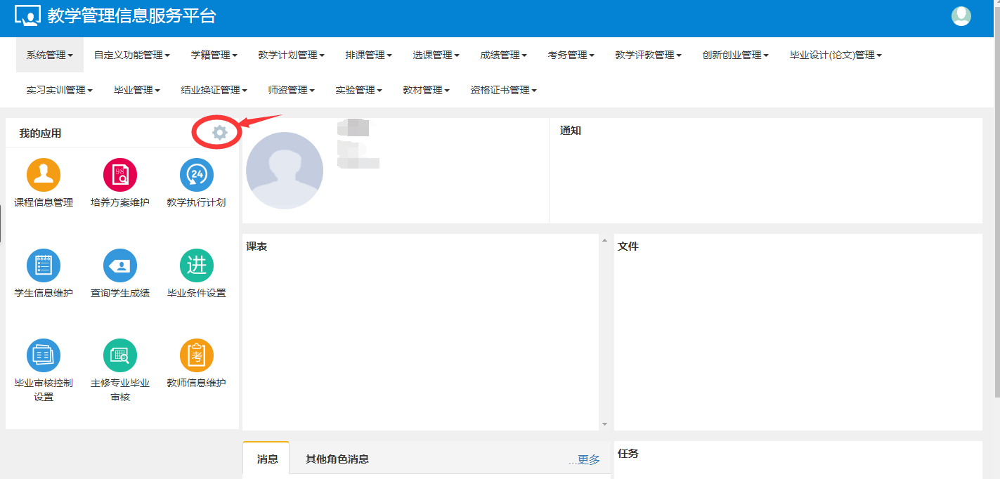 教学管理信息服务平台
系统管理 自定义功能管理 学籍管理 教学计划管理 排课管理 选课管理 成绩管理 考务管理 教学评教管理 创新创业管理 毕业设计(论文)管理
实习实训管理 毕业管理 结业换证管理 师资管理 实验管理 教材管理 资格证书管理
我的应用
通知
98
24
课程信息管理 培养方案维护 教学执行计划
课表
文件
进
学生信息维护 查询学生成绩 毕业条件设置
考
毕业审核控制 主修专业毕业 教师信息维护
设置 审核
消息 其他角色消息 ...更多
任务